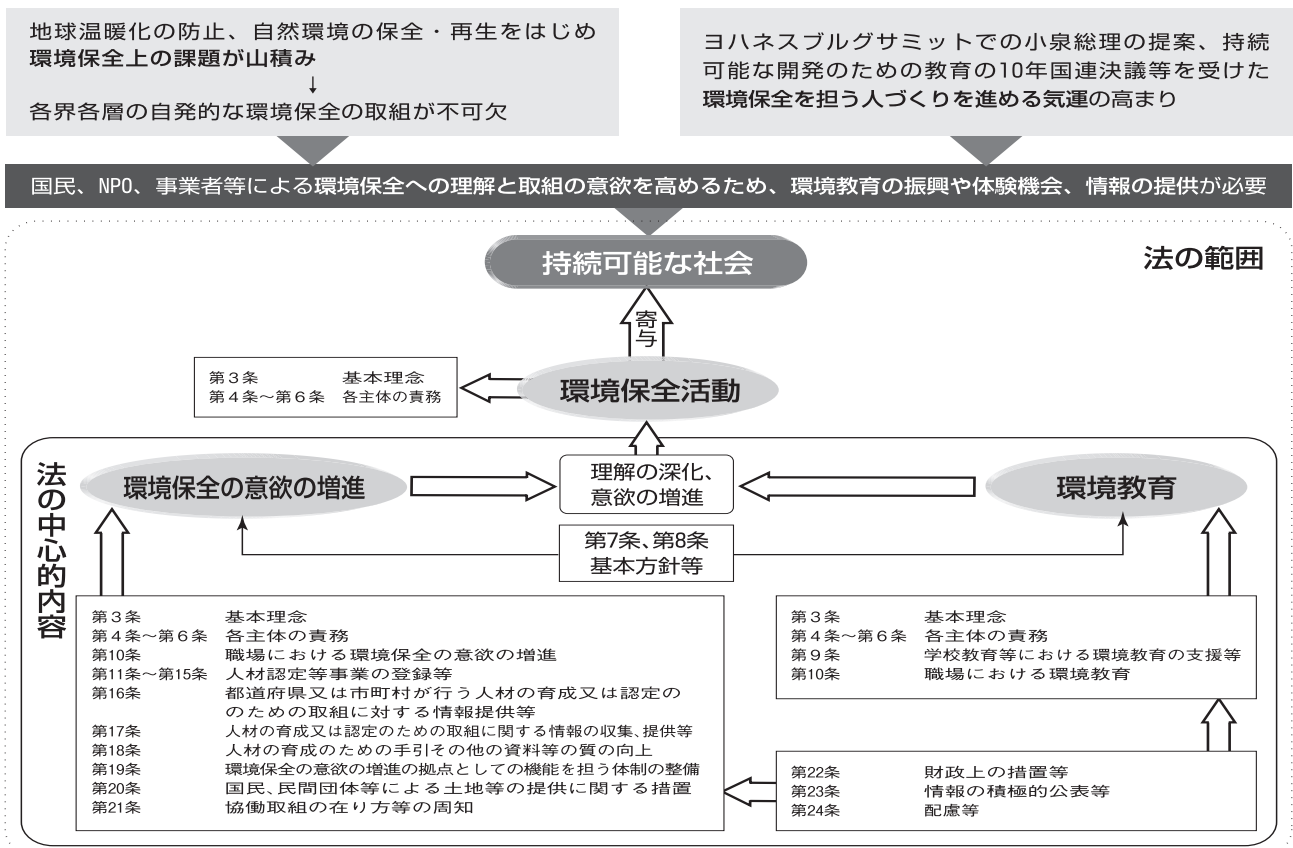 地球温暖化の防止、自然環境の保全・再生をはじめ
環境保全上の課題が山積み
↓
各界各層の自発的な環境保全の取組が不可欠
ヨハネスブルグサミットでの小泉総理の提案、持続
可能な開発のための教育の10年国連決議等を受けた
環境保全を担う人づくりを進める気運の高まり
国民、NPO、事業者等による環境保全への理解と取組の意欲を高めるため、環境教育の振興や体験機会、情報の提供が必要
法の範囲
持続可能な社会
寄与
環境保全活動
第3条 基本理念
第4条～第6条 各主体の責務
法の中心的内容
環境保全の意欲の増進
理解の深化、
意欲の増進
環境教育
第7条、第8条
基本方針等
第3条 基本理念
第4条～第6条 各主体の責務
第10条 職場における環境保全の意欲の増進
第11条～第15条 人材認定等事業の登録等
第16条 都道府県又は市町村が行う人材の育成又は認定の
のための取組に対する情報提供等
第17条 人材の育成又は認定のための取組に関する情報の収集、提供等
第18条 人材の育成のための手引その他の資料等の質の向上
第19条 環境保全の意欲の増進の拠点としての機能を担う体制の整備
第20条 国民、民間団体等による土地等の提供に関する措置
第21条 協働取組の在り方等の周知
第3条 基本理念
第4条～第6条 各主体の責務
第9条 学校教育等における環境教育の支援等
第10条 職場における環境教育
第22条 財政上の措置等
第23条 情報の積極的公表等
第24条 配慮等